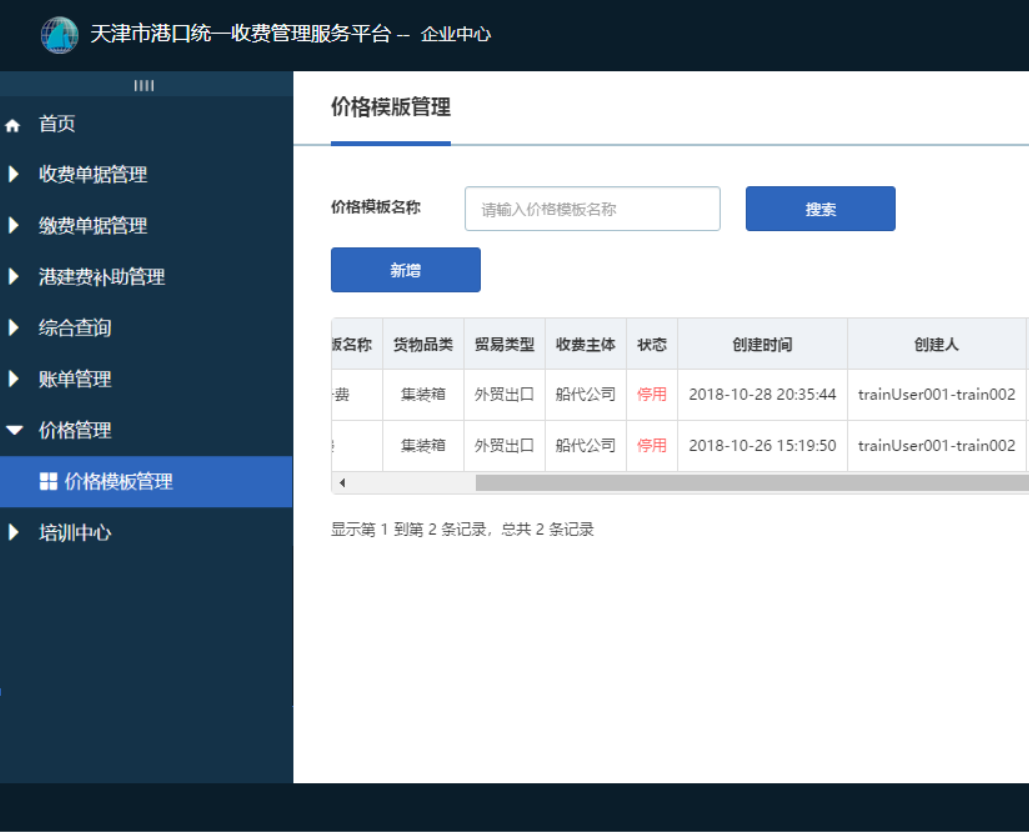 天津市港口统一收费管理服务平台 -- 企业中心
首页
收费单据管理
缴费单据管理
港建费补助管理
综合查询
账单管理
价格管理
价格模板管理
培训中心
价格模版管理
价格模板名称 请输入价格模板名称 搜索
新增
版名称 货物品类 贸易类型 收费主体 状态 创建时间 创建人
费 集装箱 外贸出口 船代公司 停用 2018-10-28 20:35:44 trainUser001-train002
集装箱 外贸出口 船代公司 停用 2018-10-26 15:19:50 trainUser001-train002
显示第 1 到第 2 条记录，总共 2 条记录